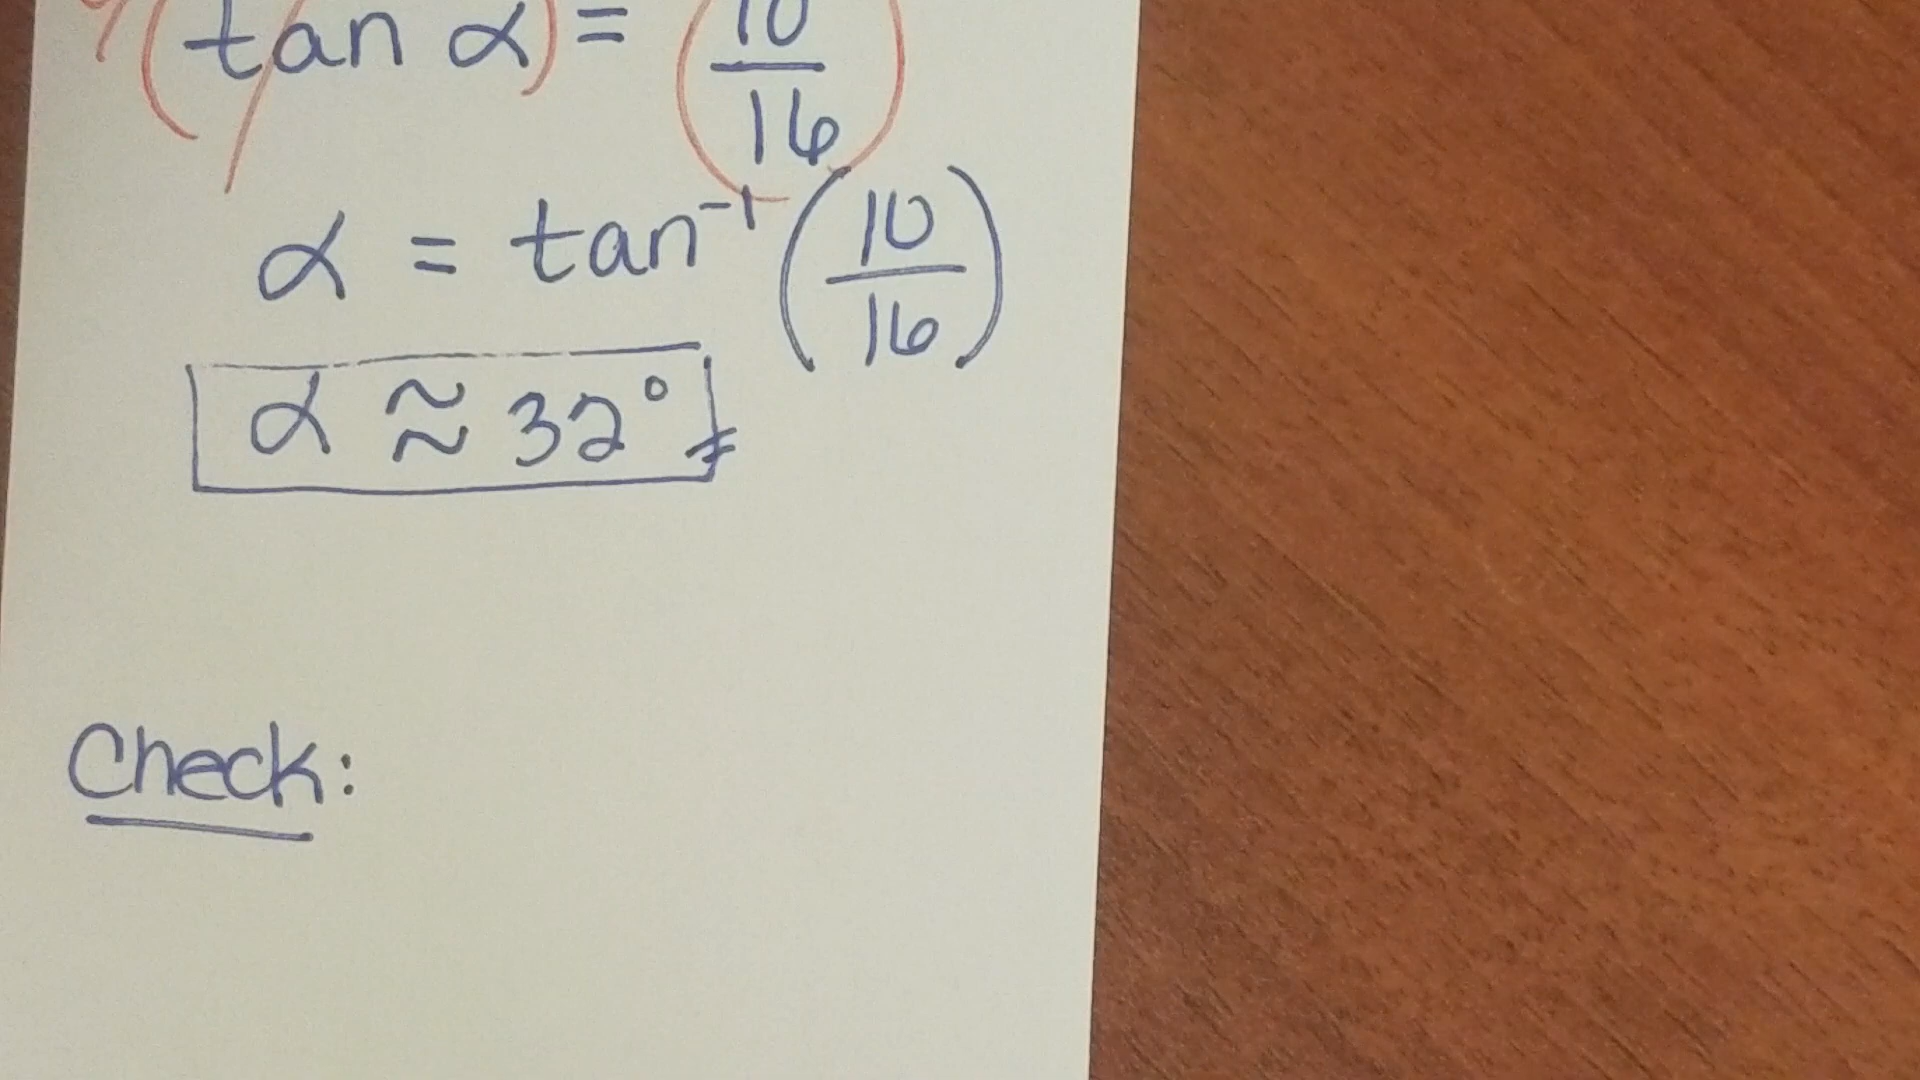 (tan α) = (10/16)
α = tan⁻¹ (10/16)
α ≈ 32°
Check: